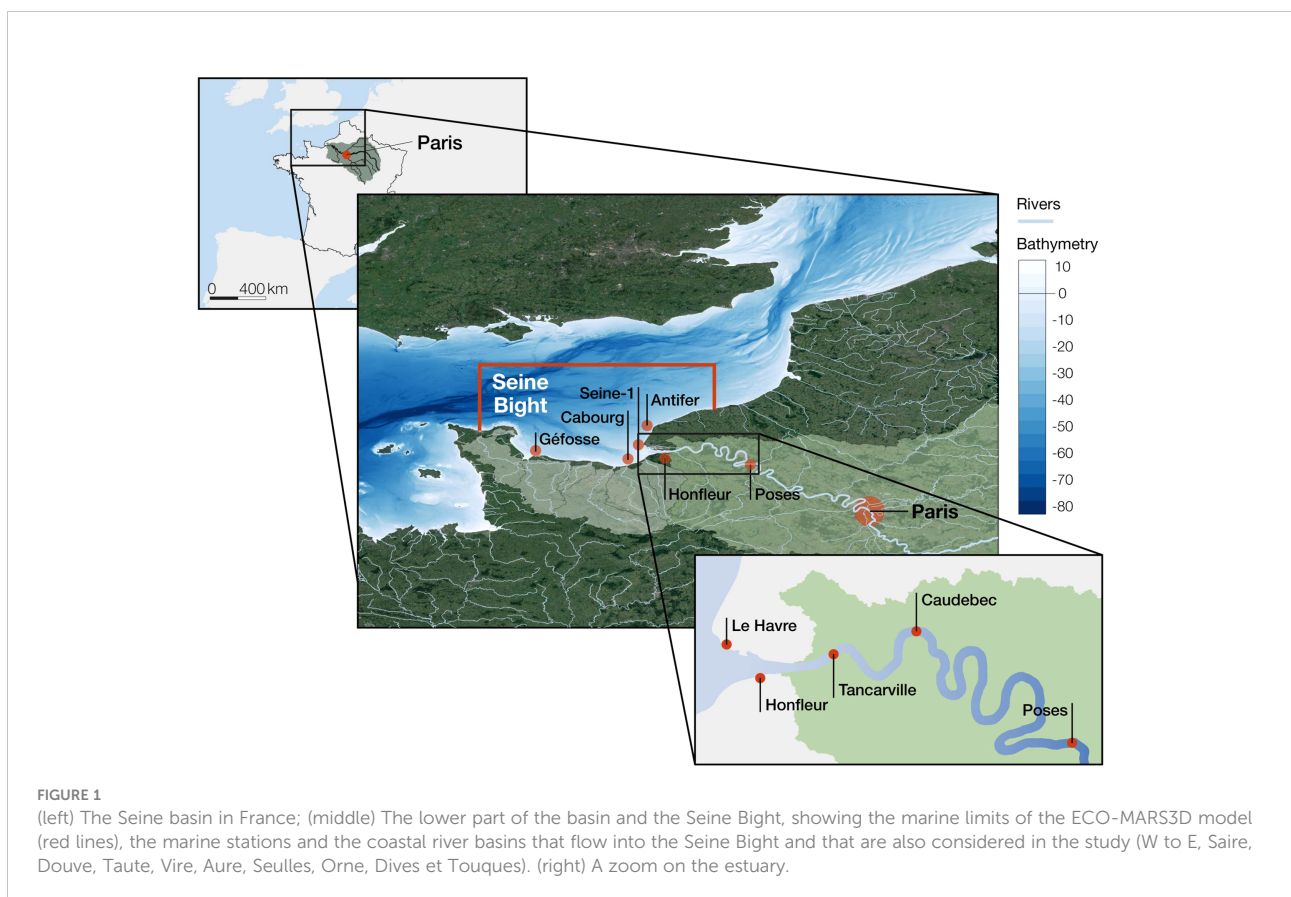 Paris
0 400 km
Rivers
Bathymetry
10
0
-10
-20
-30
-40
-50
-60
-70
-80
Seine
Bight
Seine-1
Antifer
Cabourg
Géfosse
Honfleur
Poses
Paris
Caudebec
Le Havre
Tancarville
Honfleur
Poses
FIGURE 1
(left) The Seine basin in France; (middle) The lower part of the basin and the Seine Bight, showing the marine limits of the ECO-MARS3D model
(red lines), the marine stations and the coastal river basins that flow into the Seine Bight and that are also considered in the study (W to E, Saire,
Douve, Taute, Vire, Aure, Seulles, Orne, Dives et Touques). (right) A zoom on the estuary.